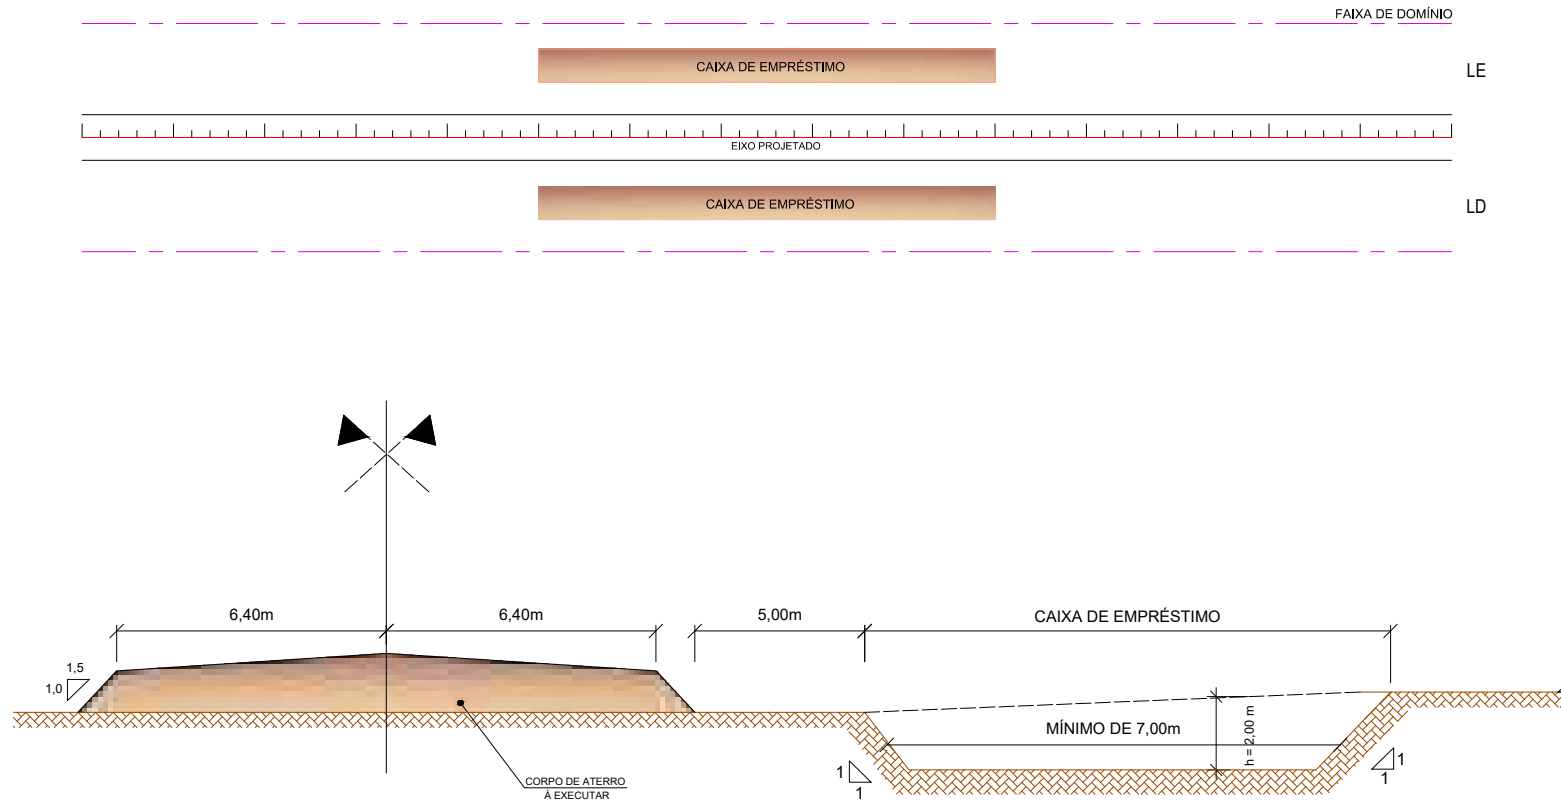 FAIXA DE DOMÍNIO
CAIXA DE EMPRÉSTIMO
LE
EIXO PROJETADO
CAIXA DE EMPRÉSTIMO
LD
6,40m
6,40m
5,00m
CAIXA DE EMPRÉSTIMO
1,5
1,0
MÍNIMO DE 7,00m
h = 2,00 m
1
1
1
1
CORPO DE ATERRO
À EXECUTAR